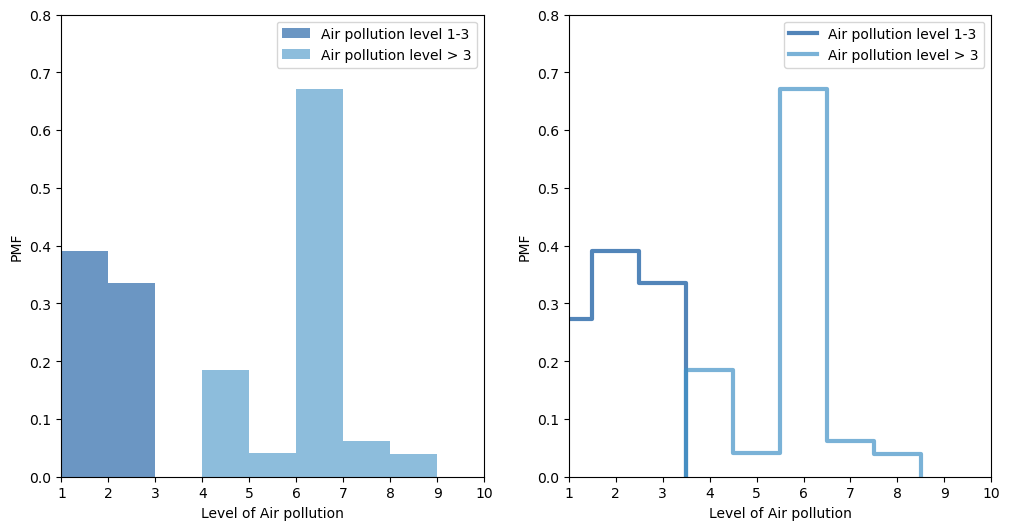 0.8
0.7
0.6
0.5
0.4
0.3
0.2
0.1
0.0
PMF
1 2 3 4 5 6 7 8 9 10
Level of Air pollution
Air pollution level 1-3
Air pollution level > 3
0.8
0.7
0.6
0.5
0.4
0.3
0.2
0.1
0.0
PMF
1 2 3 4 5 6 7 8 9 10
Level of Air pollution
Air pollution level 1-3
Air pollution level > 3